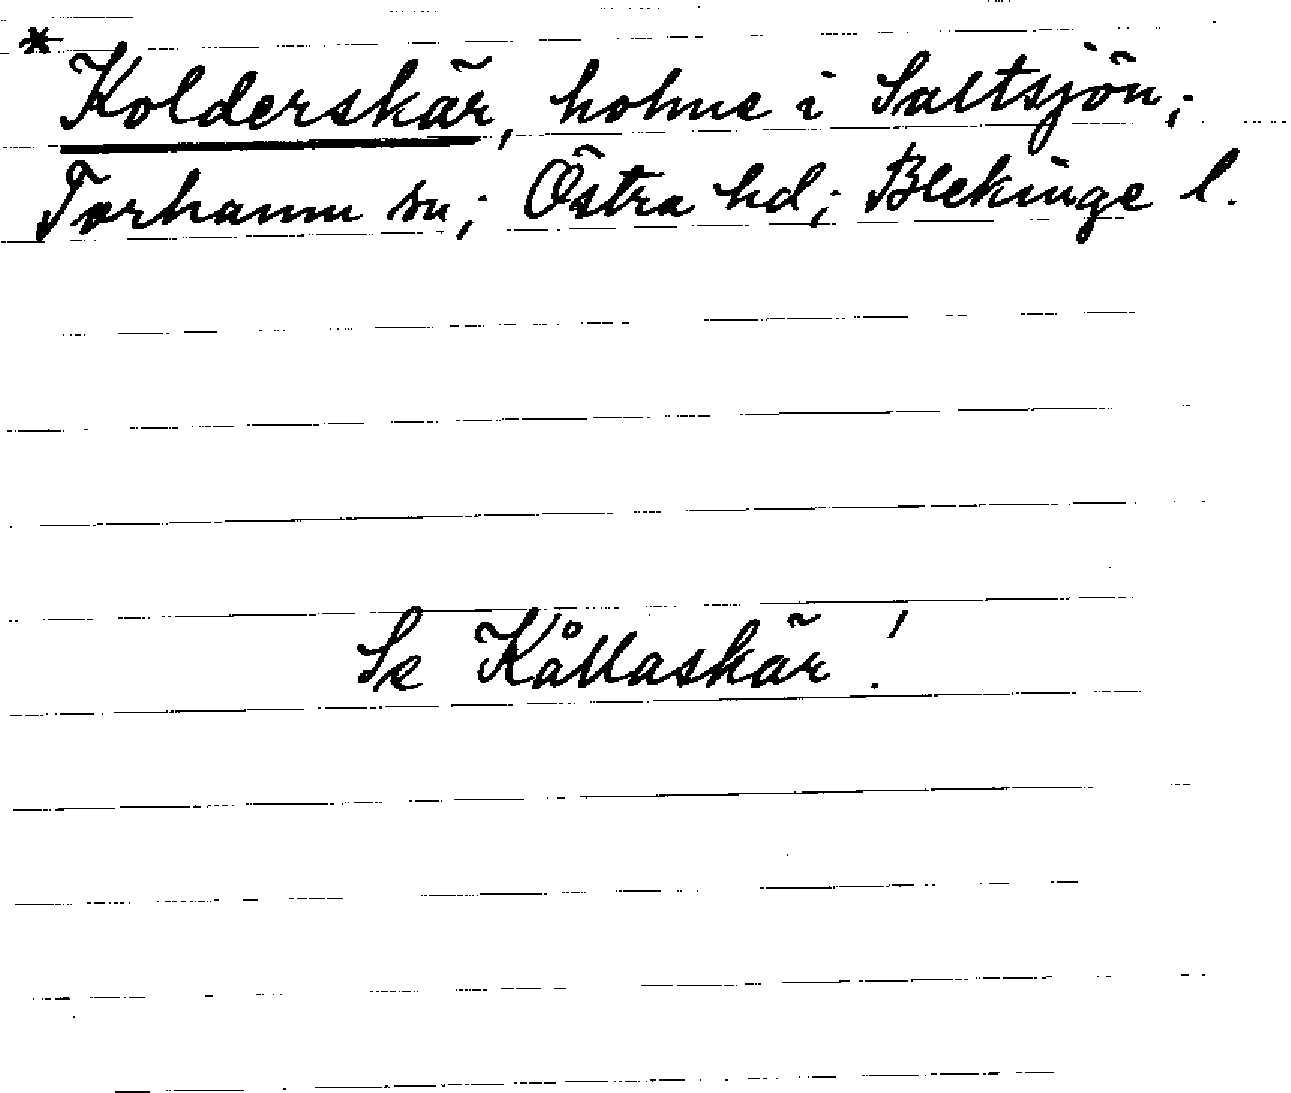 * Kolderskär, holme i Saltsjön;
Torhamn sn; Östra hd; Blekinge l.
Se Kållaskär!